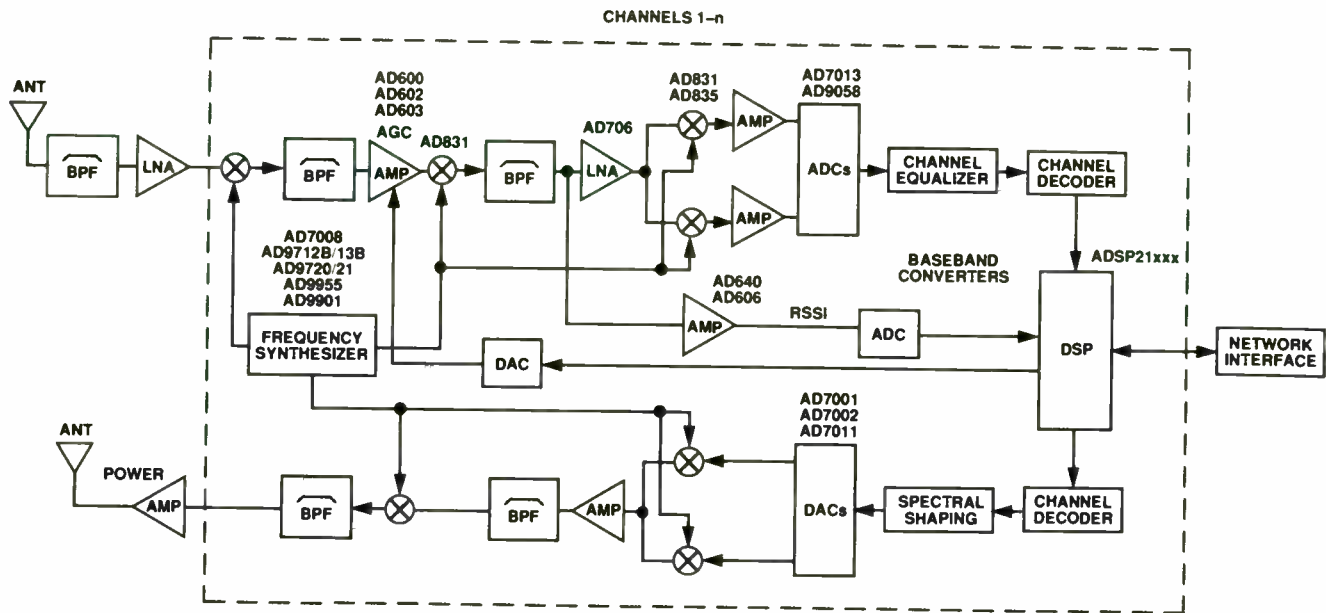 CHANNELS 1–n
ANT
BPF
LNA
BPF
AD600
AD602
AD603
AGC
AMP
AD831
BPF
AD706
LNA
AD831
AD835
AMP
AMP
AD7013
AD9058
ADCs
CHANNEL
EQUALIZER
CHANNEL
DECODER
AD7008
AD9712B/13B
AD9720/21
AD9955
AD9901
FREQUENCY
SYNTHESIZER
DAC
AD640
AD606
AMP
RSSI
ADC
BASEBAND
CONVERTERS
ADSP21xxx
DSP
NETWORK
INTERFACE
ANT
POWER
AMP
BPF
BPF
AMP
AD7001
AD7002
AD7011
DACs
SPECTRAL
SHAPING
CHANNEL
DECODER